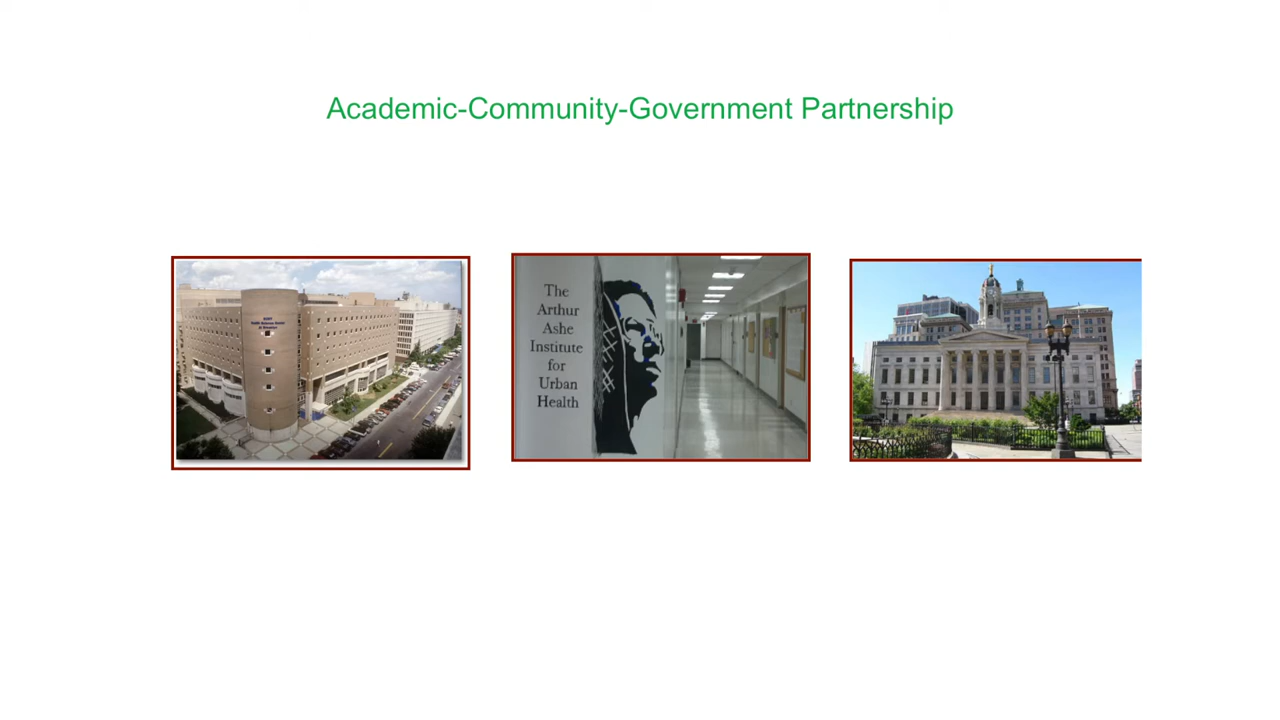 Academic-Community-Government Partnership
The
Arthur
Ashe
Institute
for
Urban
Health